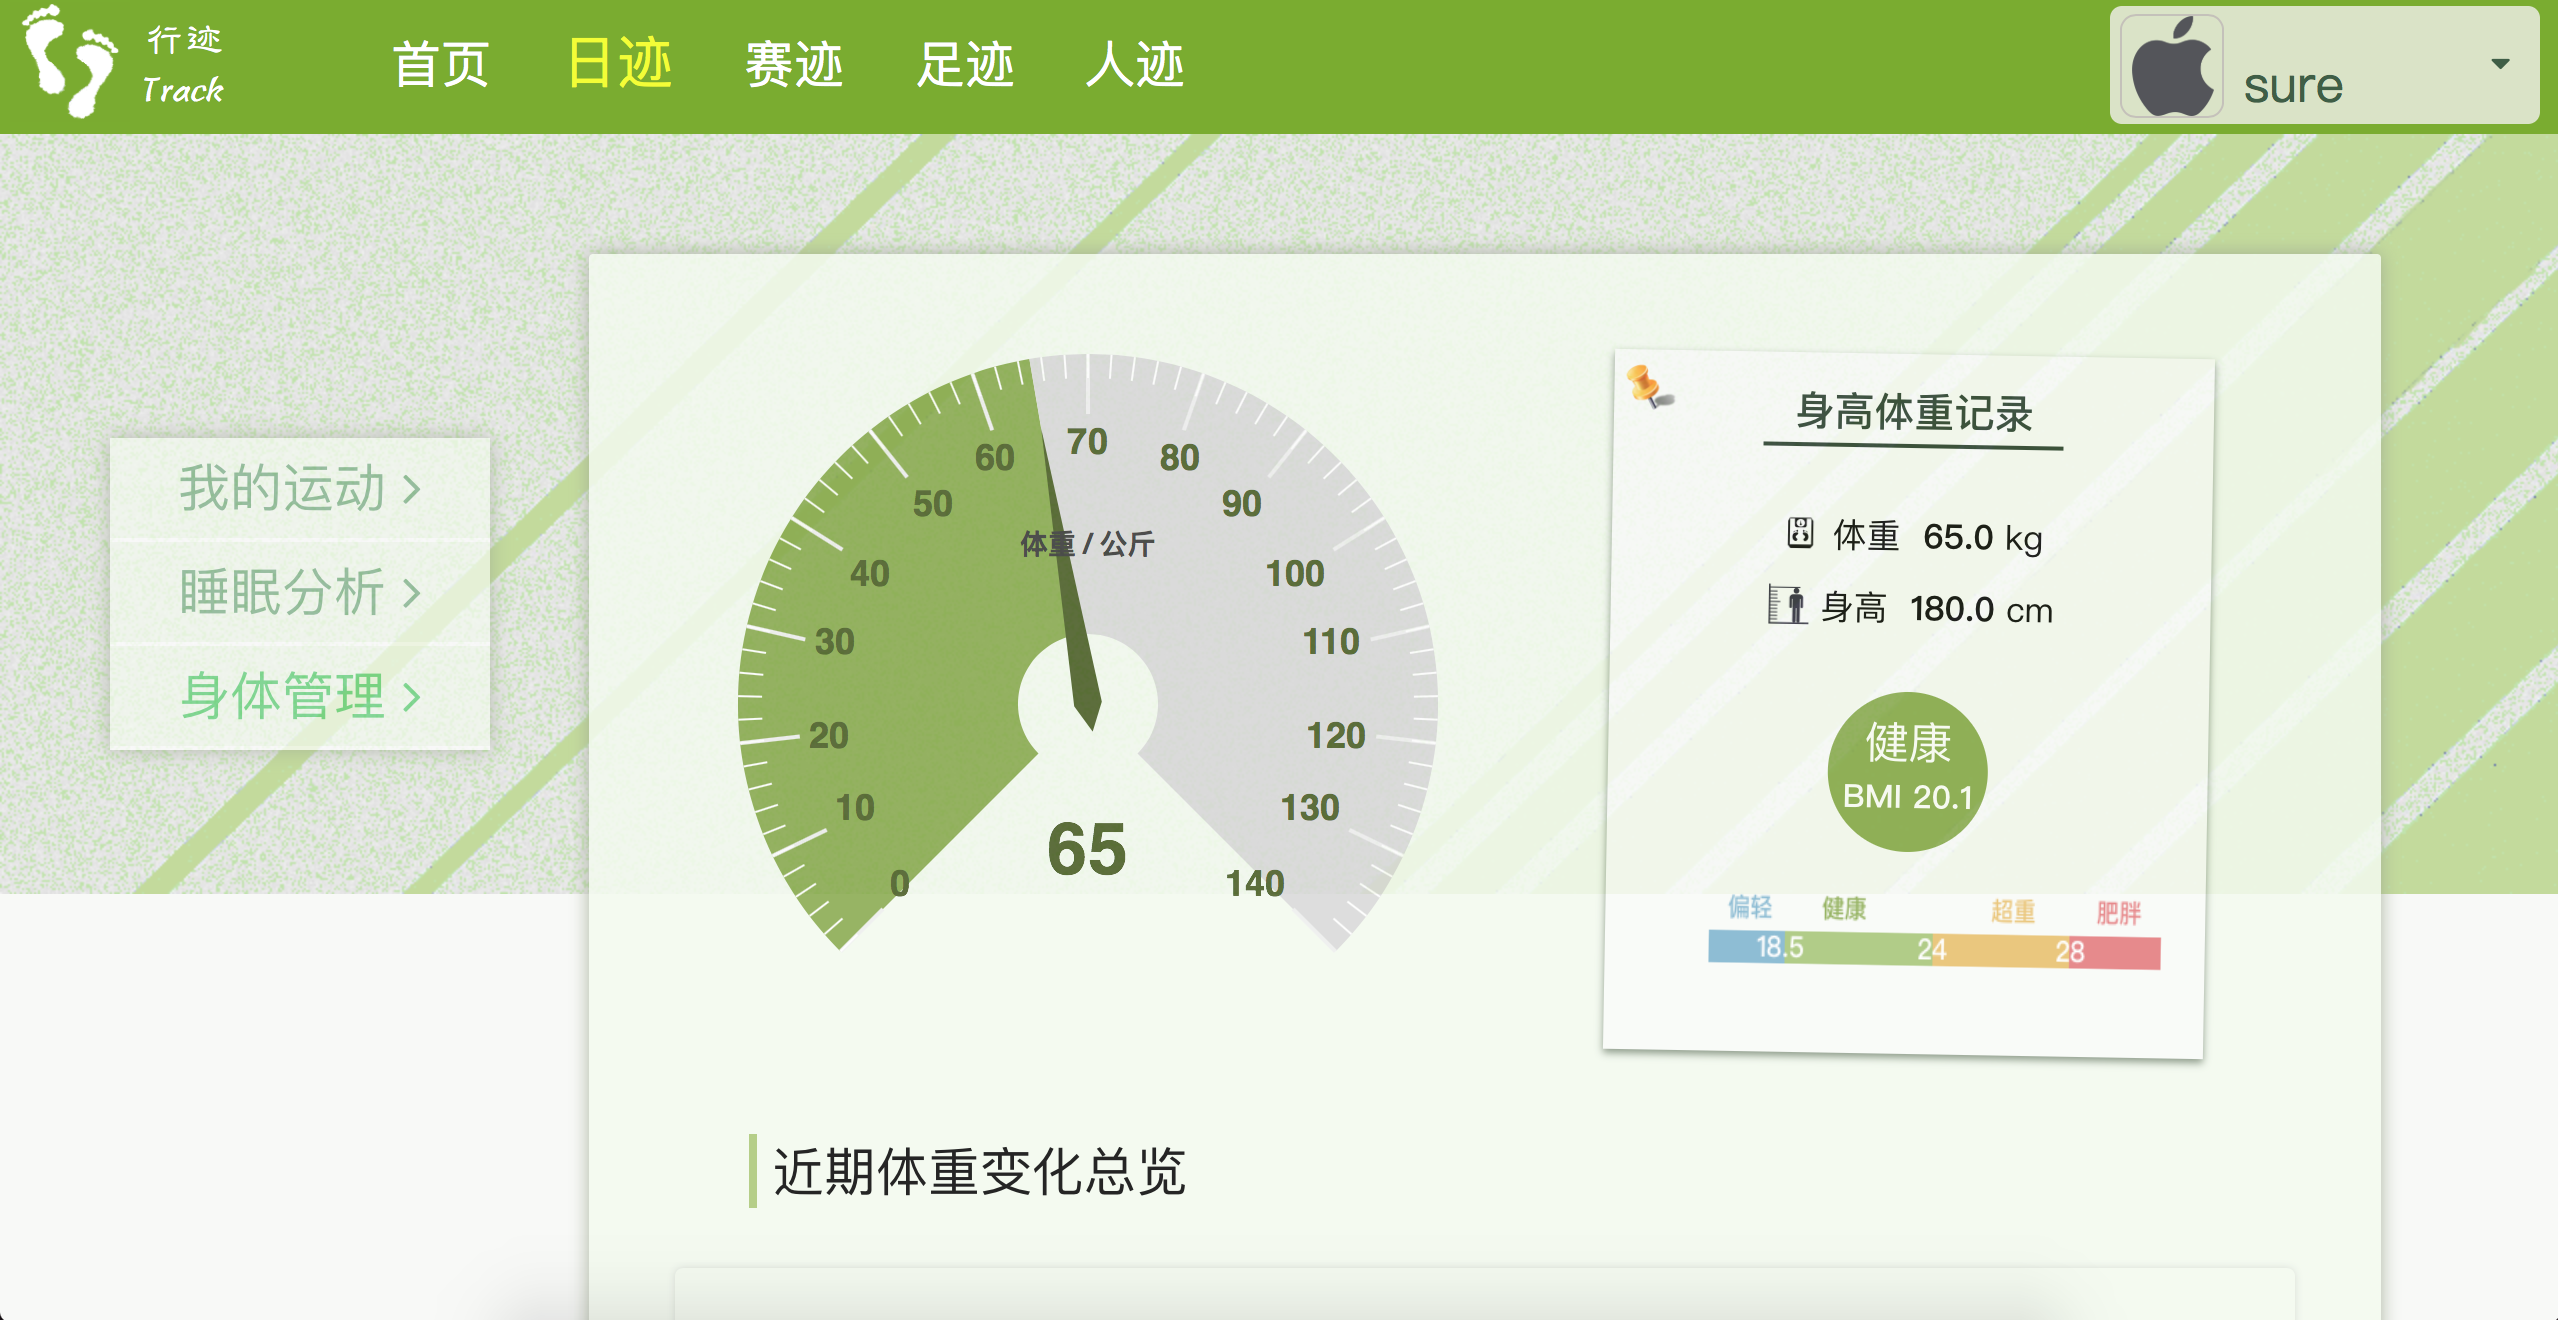 行迹
Track
首页 日迹 赛迹 足迹 人迹
sure
我的运动
睡眠分析
身体管理
0
10
20
30
40
50
60
70
80
90
100
110
120
130
140
体重 / 公斤
65
身高体重记录
体重 65.0 kg
身高 180.0 cm
健康
BMI 20.1
偏轻 健康 超重 肥胖
18.5 24 28
近期体重变化总览